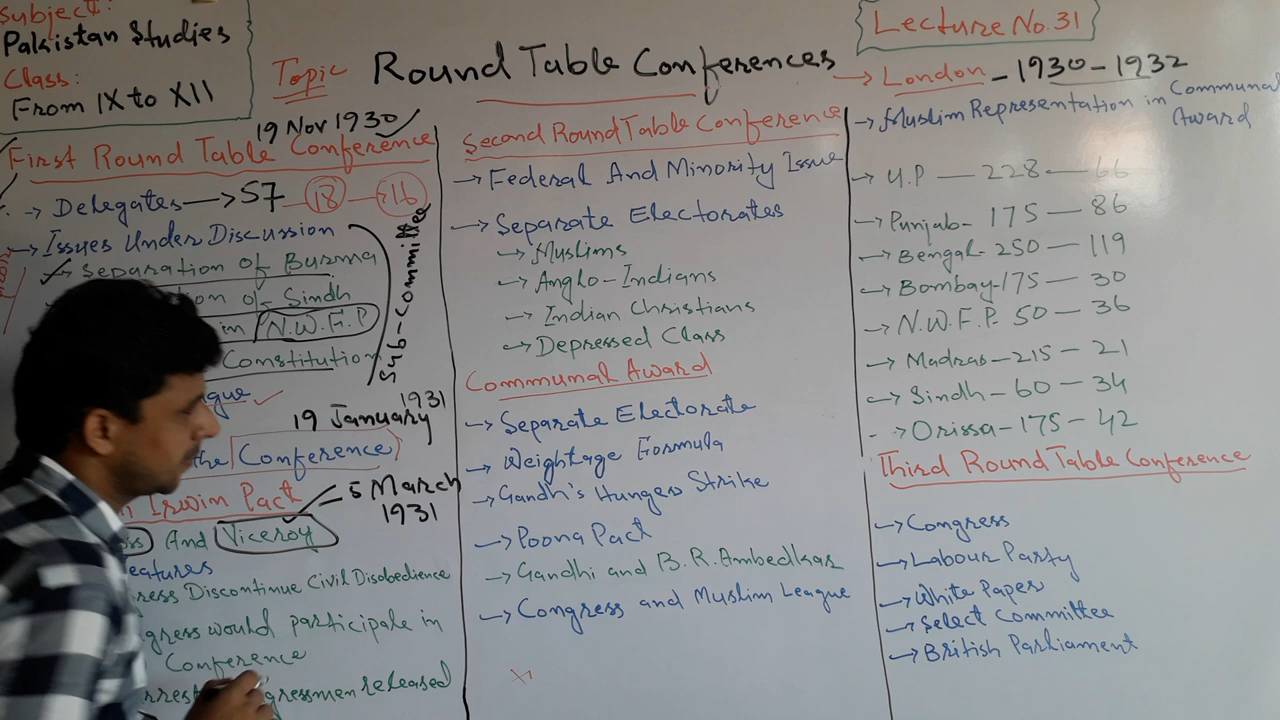 Subject:
Pakistan Studies
Class:
From IX to XII
Topic Round Table Conferences
Lecture No.31
→ London - 1930 - 1932
19 Nov 1930
First Round Table Conference
→ Delegates → 57 18 → 16
→ Issues Under Discussion
→ Separation of Burma
of Sindh
in N.W.F.P
Constitution
Sub-Committee
19 January 1931
the Conference
Irwin Pact
5 March
1931
And Viceroy
eatures
ress Discontinue Civil Disobedience
gress would participate in
Conference
gressmen released
Second Round Table Conference
→ Federal And Minority Issue
→ Separate Electorates
→ Muslims
→ Anglo-Indians
→ Indian Christians
→ Depressed Class
Communal Award
→ Separate Electorate
→ Weightage Formula
→ Gandhi's Hunger Strike
→ Poona Pact
→ Gandhi and B.R.Ambedkar
→ Congress and Muslim League
→ Muslim Representation in Communal
Award
→ U.P — 228 — 66
→ Punjab - 175 — 86
→ Bengal - 250 — 119
→ Bombay - 175 — 30
→ N.W.F.P. 50 — 36
→ Madras — 215 — 21
→ Sindh — 60 — 34
→ Orissa — 175 — 42
Third Round Table Conference
→ Congress
→ Labour Party
→ White Paper
→ Select Committee
→ British Parliament